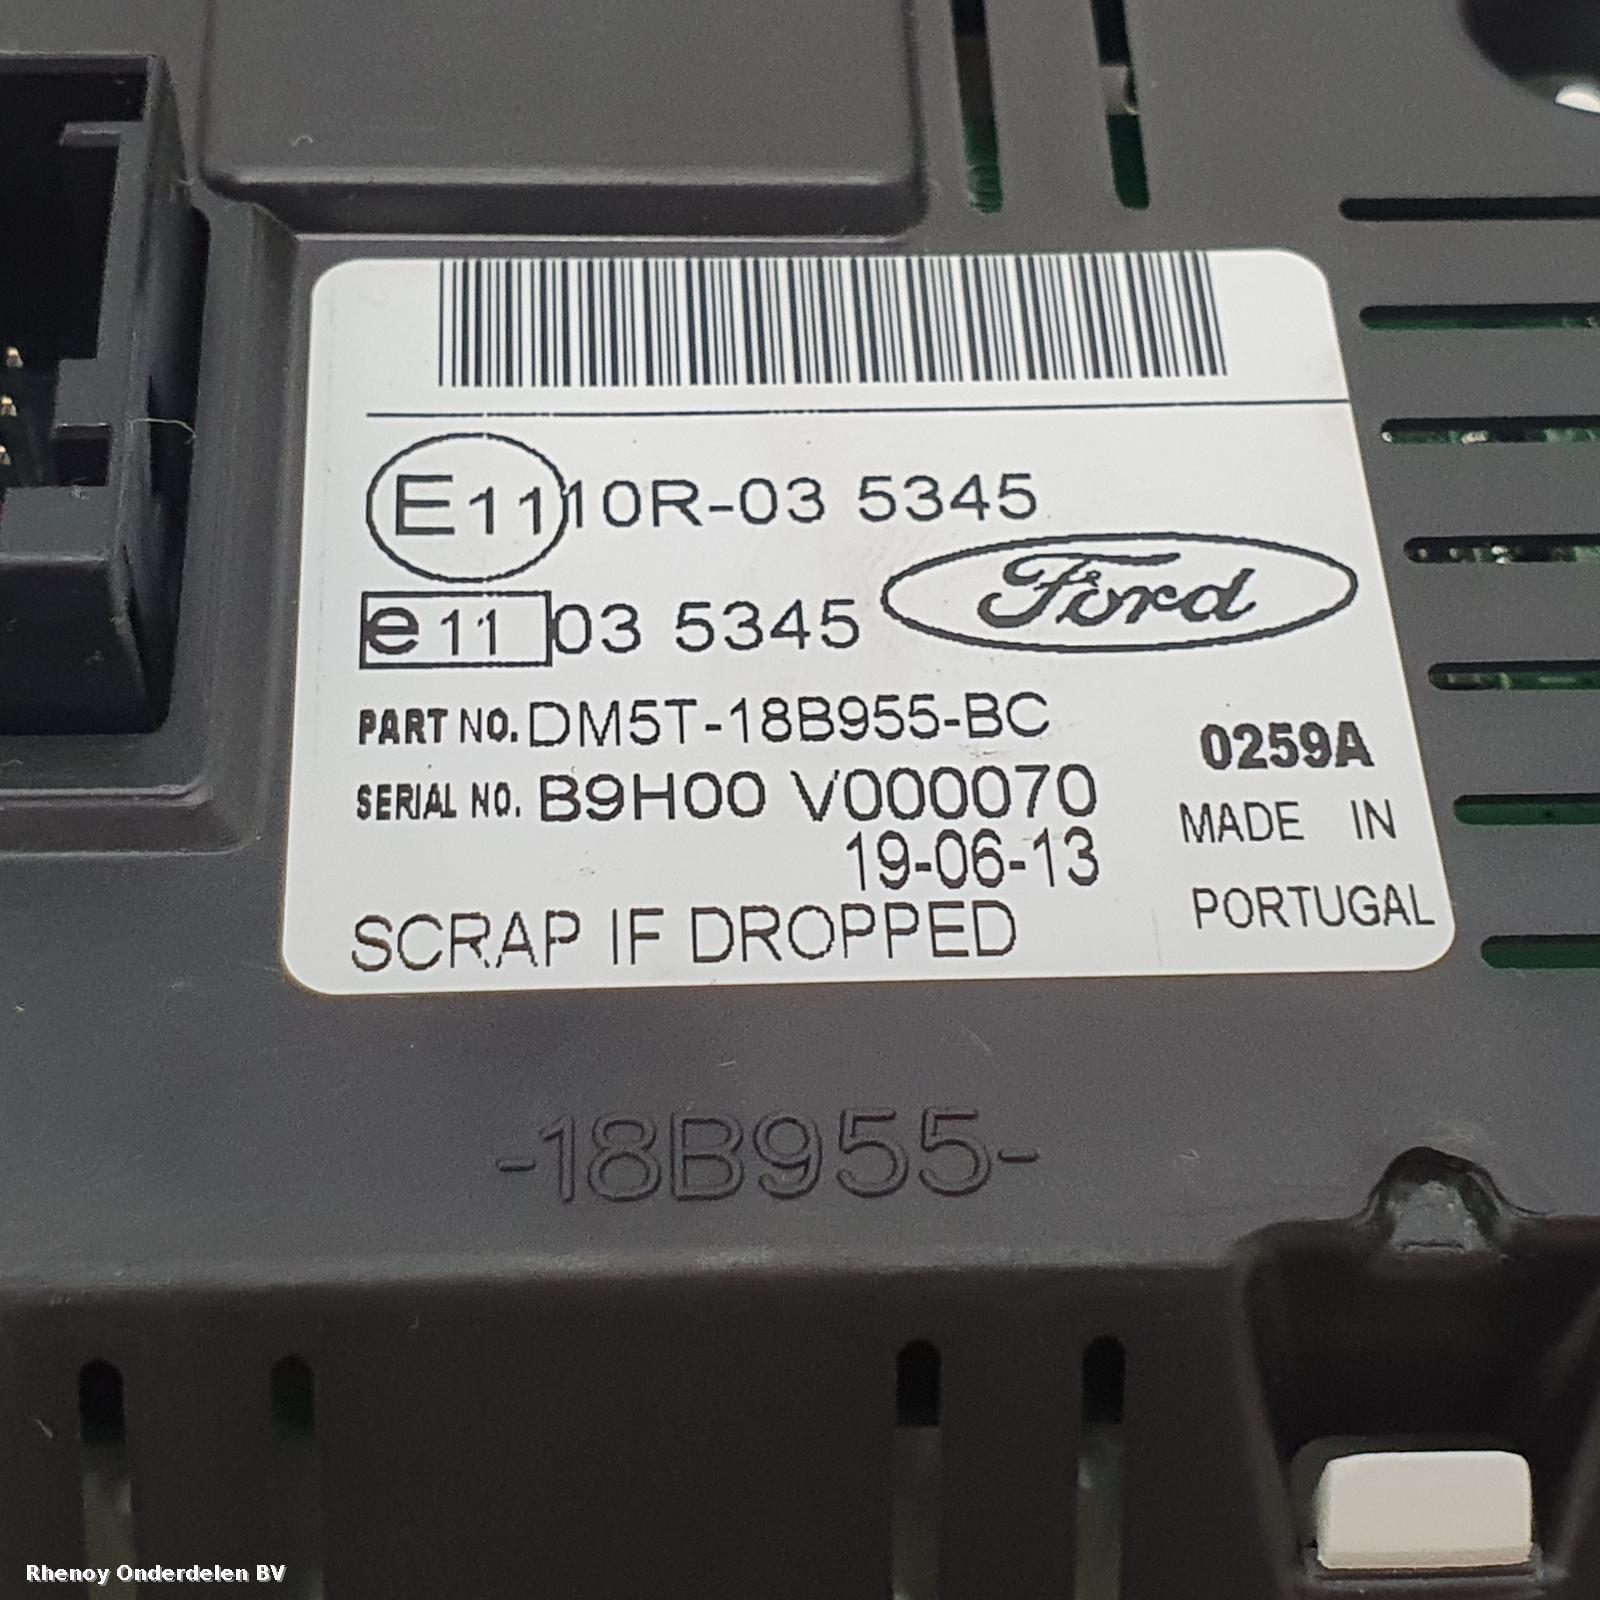 E11 10R-03 5345
e11 03 5345
Ford
PART NO. DM5T-18B955-BC
0259A
SERIAL NO. B9H00 V000070
MADE IN
19-06-13
PORTUGAL
SCRAP IF DROPPED
-18B955-
Rhenoy Onderdelen BV